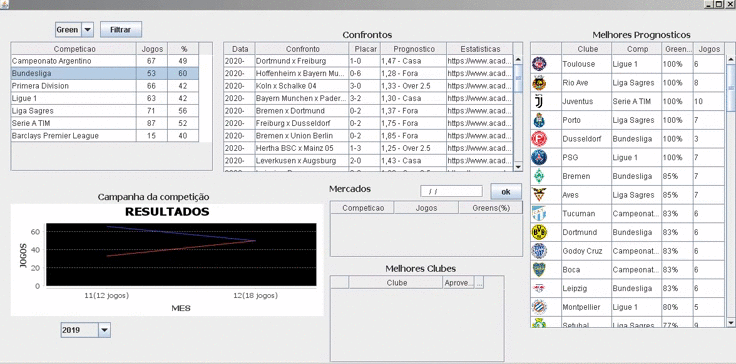 Green Filtrar
Competicao Jogos %
Campeonato Argentino 67 49
Bundesliga 53 60
Primera Division 66 42
Ligue 1 63 42
Liga Sagres 71 56
Serie A TIM 87 52
Barclays Premier League 15 40
Confrontos
Data Confronto Placar Prognostico Estatisticas
2020- Dortmund x Freiburg 1-0 1,47 - Casa https://www.acad...
2020- Hoffenheim x Bayern Mu... 0-6 1,28 - Fora https://www.acad...
2020- Koln x Schalke 04 3-0 1,33 - Over 2.5 https://www.acad...
2020- Bayern Munchen x Pader... 3-2 1,30 - Casa https://www.acad...
2020- Bremen x Dortmund 0-2 1,37 - Fora https://www.acad...
2020- Freiburg x Dusseldorf 0-2 1,75 - Fora https://www.acad...
2020- Bremen x Union Berlin 0-2 1,85 - Fora https://www.acad...
2020- Hertha BSC x Mainz 05 1-3 1,25 - Over 2.5 https://www.acad...
2020- Leverkusen x Augsburg 2-0 1,43 - Casa https://www.acad...
Melhores Prognosticos
Clube Comp Green... Jogos
Toulouse Ligue 1 100% 6
Rio Ave Liga Sagres 100% 8
Juventus Serie A TIM 100% 10
Porto Liga Sagres 100% 7
Dusseldorf Bundesliga 100% 3
PSG Ligue 1 100% 7
Bremen Bundesliga 85% 7
Aves Liga Sagres 85% 7
Tucuman Campeonat... 83% 6
Dortmund Bundesliga 83% 6
Godoy Cruz Campeonat... 83% 6
Boca Campeonat... 83% 6
Leipzig Bundesliga 83% 6
Montpellier Ligue 1 80% 5
Setubal Liga Sagres 77% 9
Campanha da competição
RESULTADOS
JOGOS
60
40
20
0
11(12 jogos) 12(18 jogos)
MES
2019
Mercados / / ok
Competicao Jogos Greens(%)
Melhores Clubes
Clube Aprove... ...